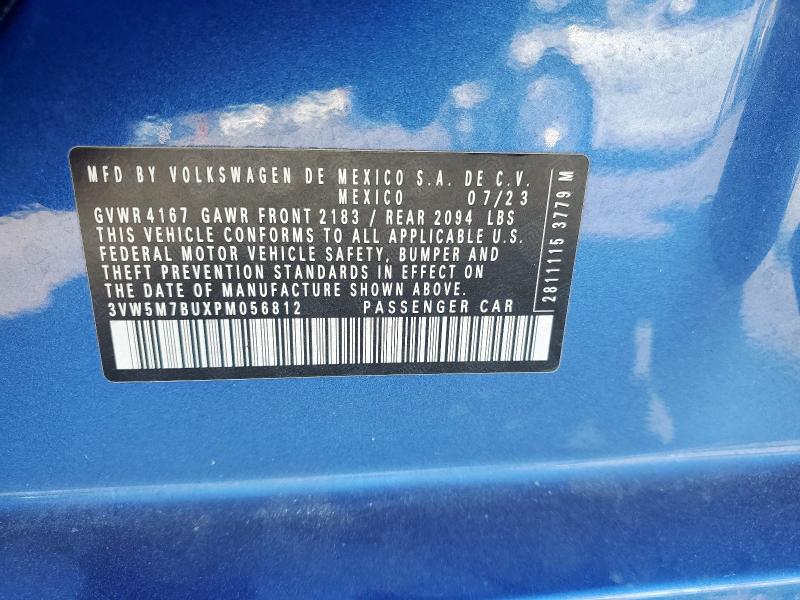 MFD BY VOLKSWAGEN DE MEXICO S.A. DE C.V.
MEXICO 07/23
GVWR 4167 GAWR FRONT 2183 / REAR 2094 LBS
THIS VEHICLE CONFORMS TO ALL APPLICABLE U.S.
FEDERAL MOTOR VEHICLE SAFETY, BUMPER AND
THEFT PREVENTION STANDARDS IN EFFECT ON
THE DATE OF MANUFACTURE SHOWN ABOVE.
3VW5M7BUXPM056812 PASSENGER CAR
2811115 3779 M